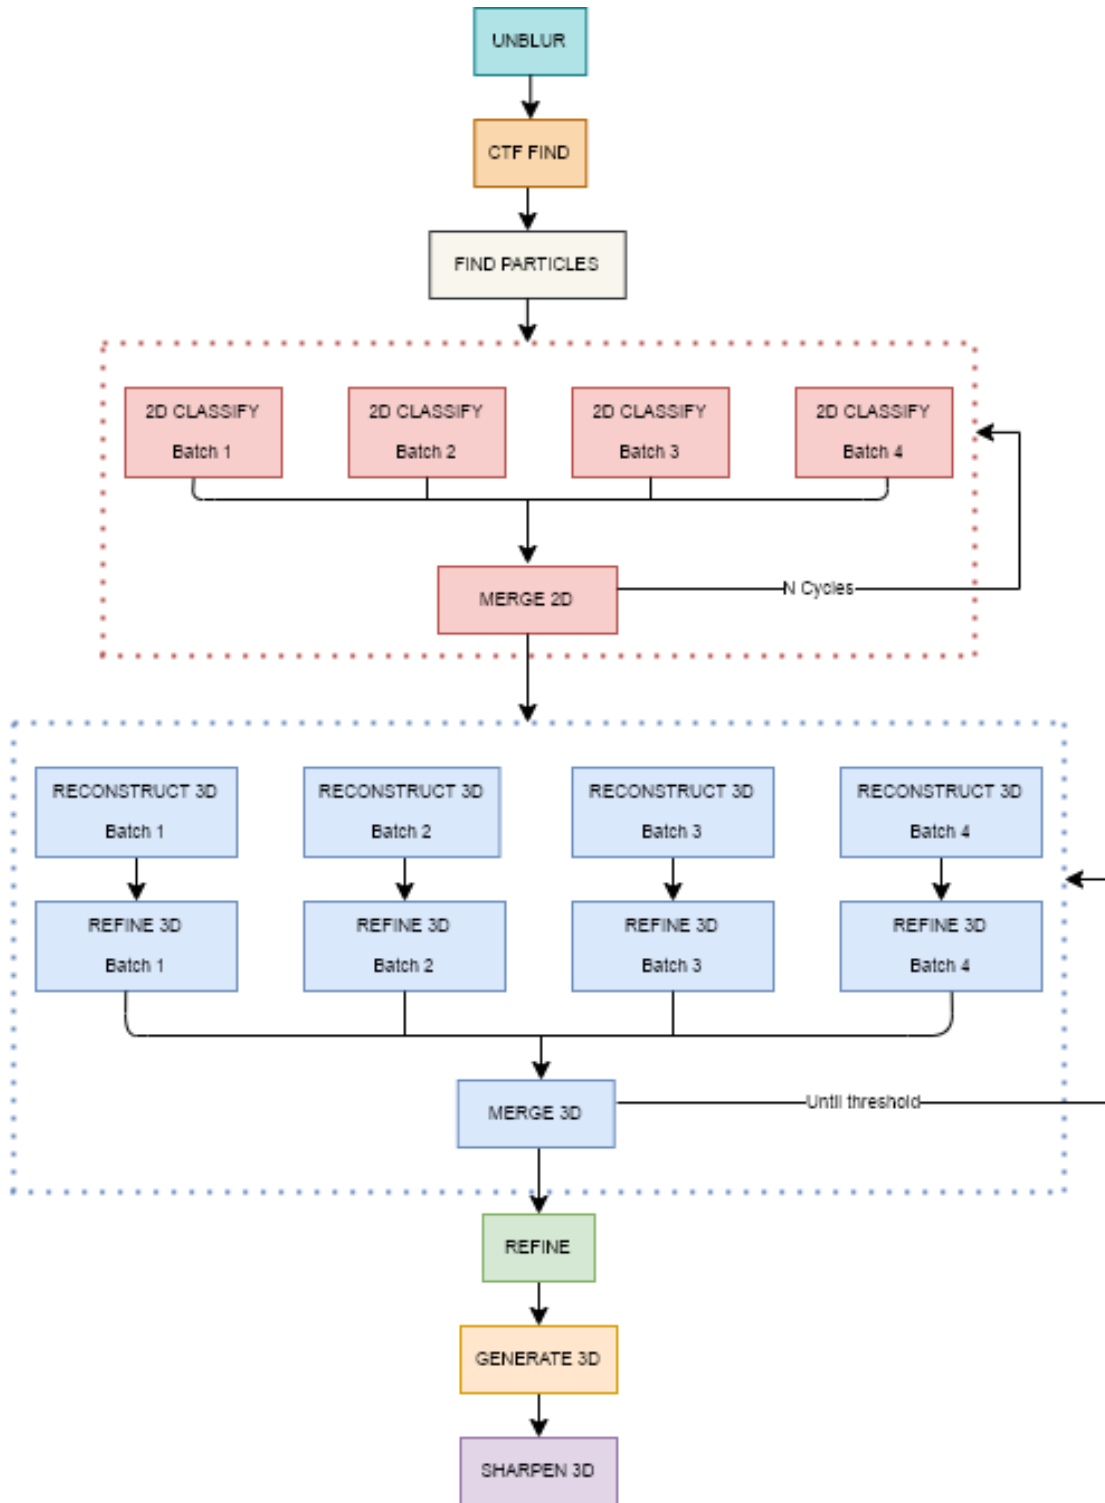 UNBLUR
CTF FIND
FIND PARTICLES
2D CLASSIFY
Batch 1
2D CLASSIFY
Batch 2
2D CLASSIFY
Batch 3
2D CLASSIFY
Batch 4
MERGE 2D
N Cycles
RECONSTRUCT 3D
Batch 1
RECONSTRUCT 3D
Batch 2
RECONSTRUCT 3D
Batch 3
RECONSTRUCT 3D
Batch 4
REFINE 3D
Batch 1
REFINE 3D
Batch 2
REFINE 3D
Batch 3
REFINE 3D
Batch 4
MERGE 3D
Until threshold
REFINE
GENERATE 3D
SHARPEN 3D